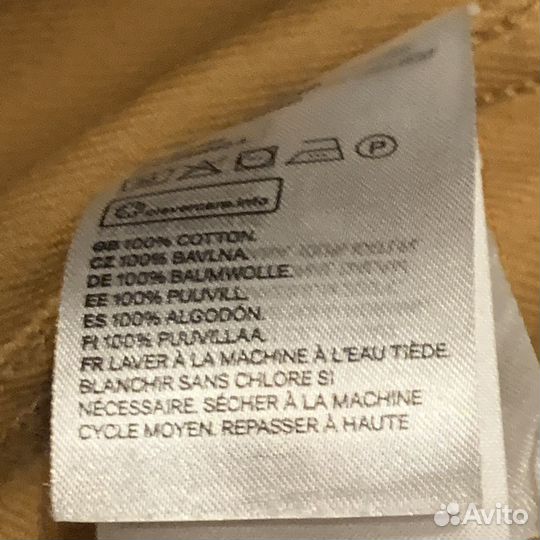 P
clevercare.info
GB 100% COTTON.
CZ 100% BAVLNA.
DE 100% BAUMWOLLE.
EE 100% PUUVILL.
ES 100% ALGODÓN.
FI 100% PUUVILLAA.
FR LAVER À LA MACHINE À L'EAU TIÈDE.
BLANCHIR SANS CHLORE SI
NÉCESSAIRE. SÉCHER À LA MACHINE
CYCLE MOYEN. REPASSER À HAUTE
Avito